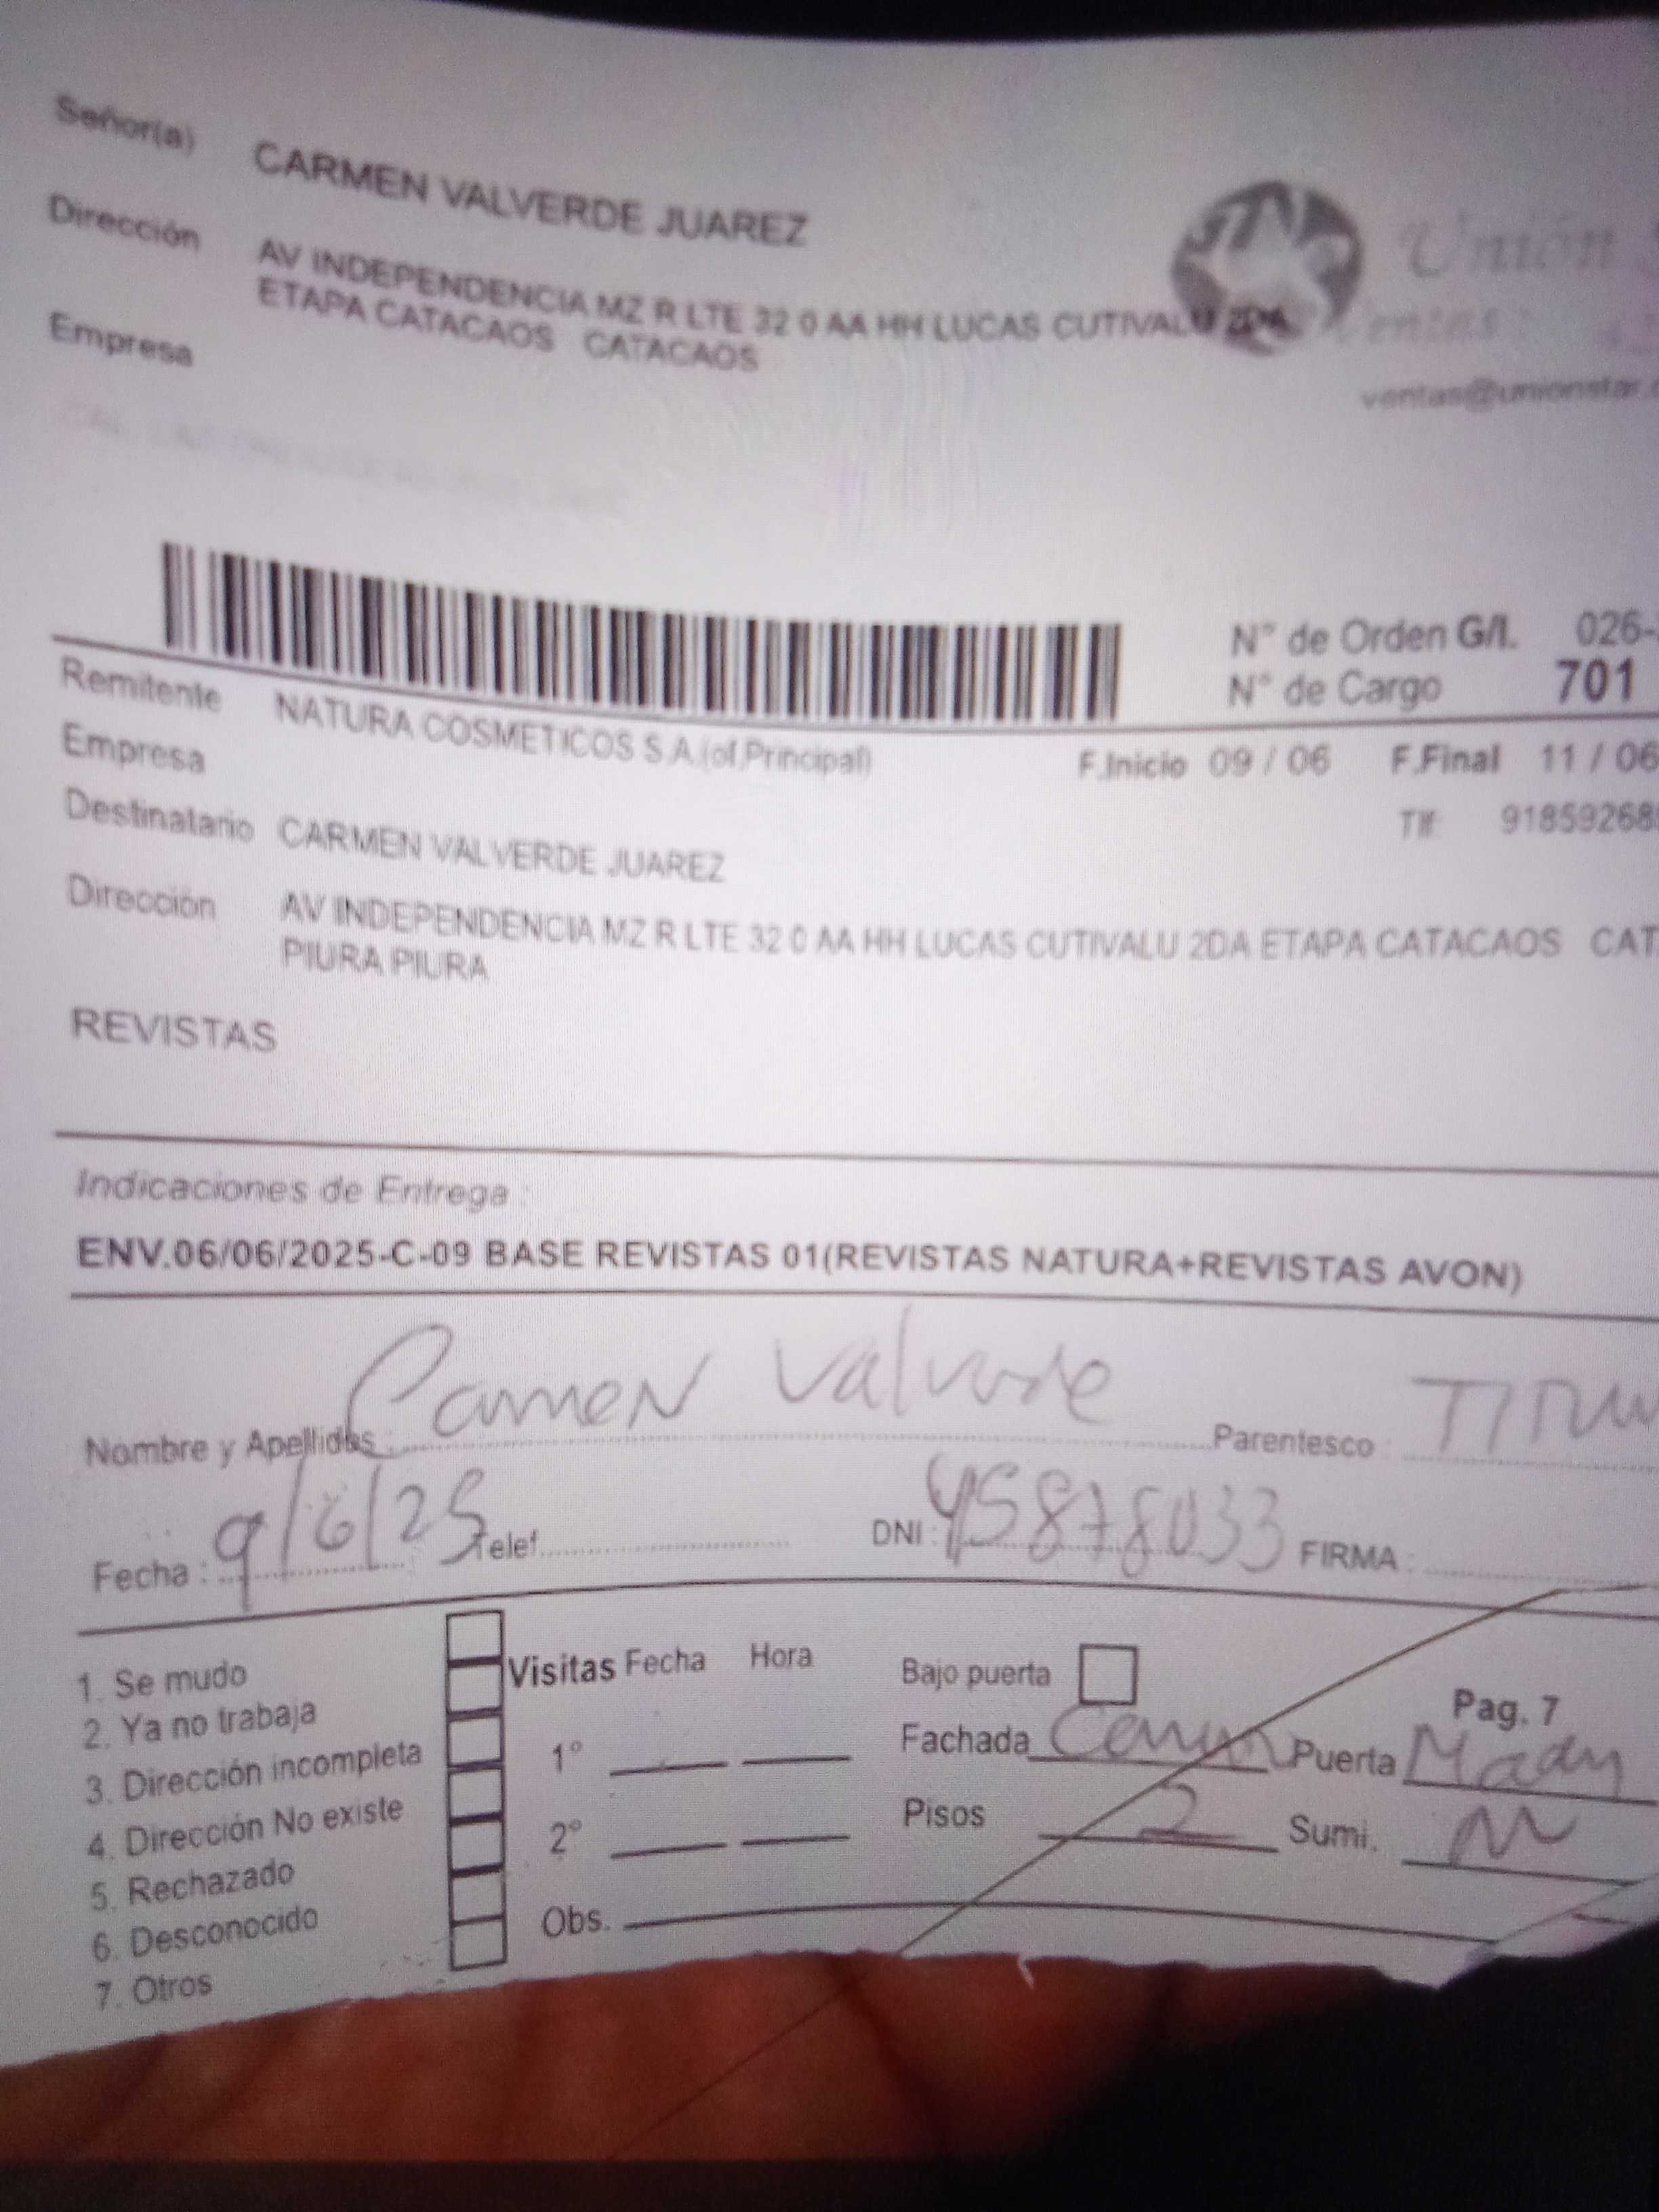 Señor(a) CARMEN VALVERDE JUAREZ
Dirección AV INDEPENDENCIA MZ R LTE 32 0 AA HH LUCAS CUTIVALU 2DA
ETAPA CATACAOS CATACAOS
Empresa
Unión
Ventas
ventas@unionstar.
N° de Orden G/I. 026-
N° de Cargo 701
Remitente NATURA COSMETICOS S.A.(of.Principal)
F.Inicio 09 / 06 F.Final 11 / 06
Empresa
Tlf: 91859268
Destinatario CARMEN VALVERDE JUAREZ
Dirección AV INDEPENDENCIA MZ R LTE 32 0 AA HH LUCAS CUTIVALU 2DA ETAPA CATACAOS CAT
PIURA PIURA
REVISTAS
Indicaciones de Entrega :
ENV.06/06/2025-C-09 BASE REVISTAS 01(REVISTAS NATURA+REVISTAS AVON)
Nombre y Apellidos: Carmen Valverde Parentesco :
Fecha : 9/6/25 Telef. DNI : 45878033 FIRMA :
1. Se mudo
2. Ya no trabaja
3. Dirección incompleta
4. Dirección No existe
5. Rechazado
6. Desconocido
7. Otros
Visitas Fecha Hora
1°
2°
Obs.
Bajo puerta
Pag. 7
Fachada Puerta
Pisos 2 Sumi.